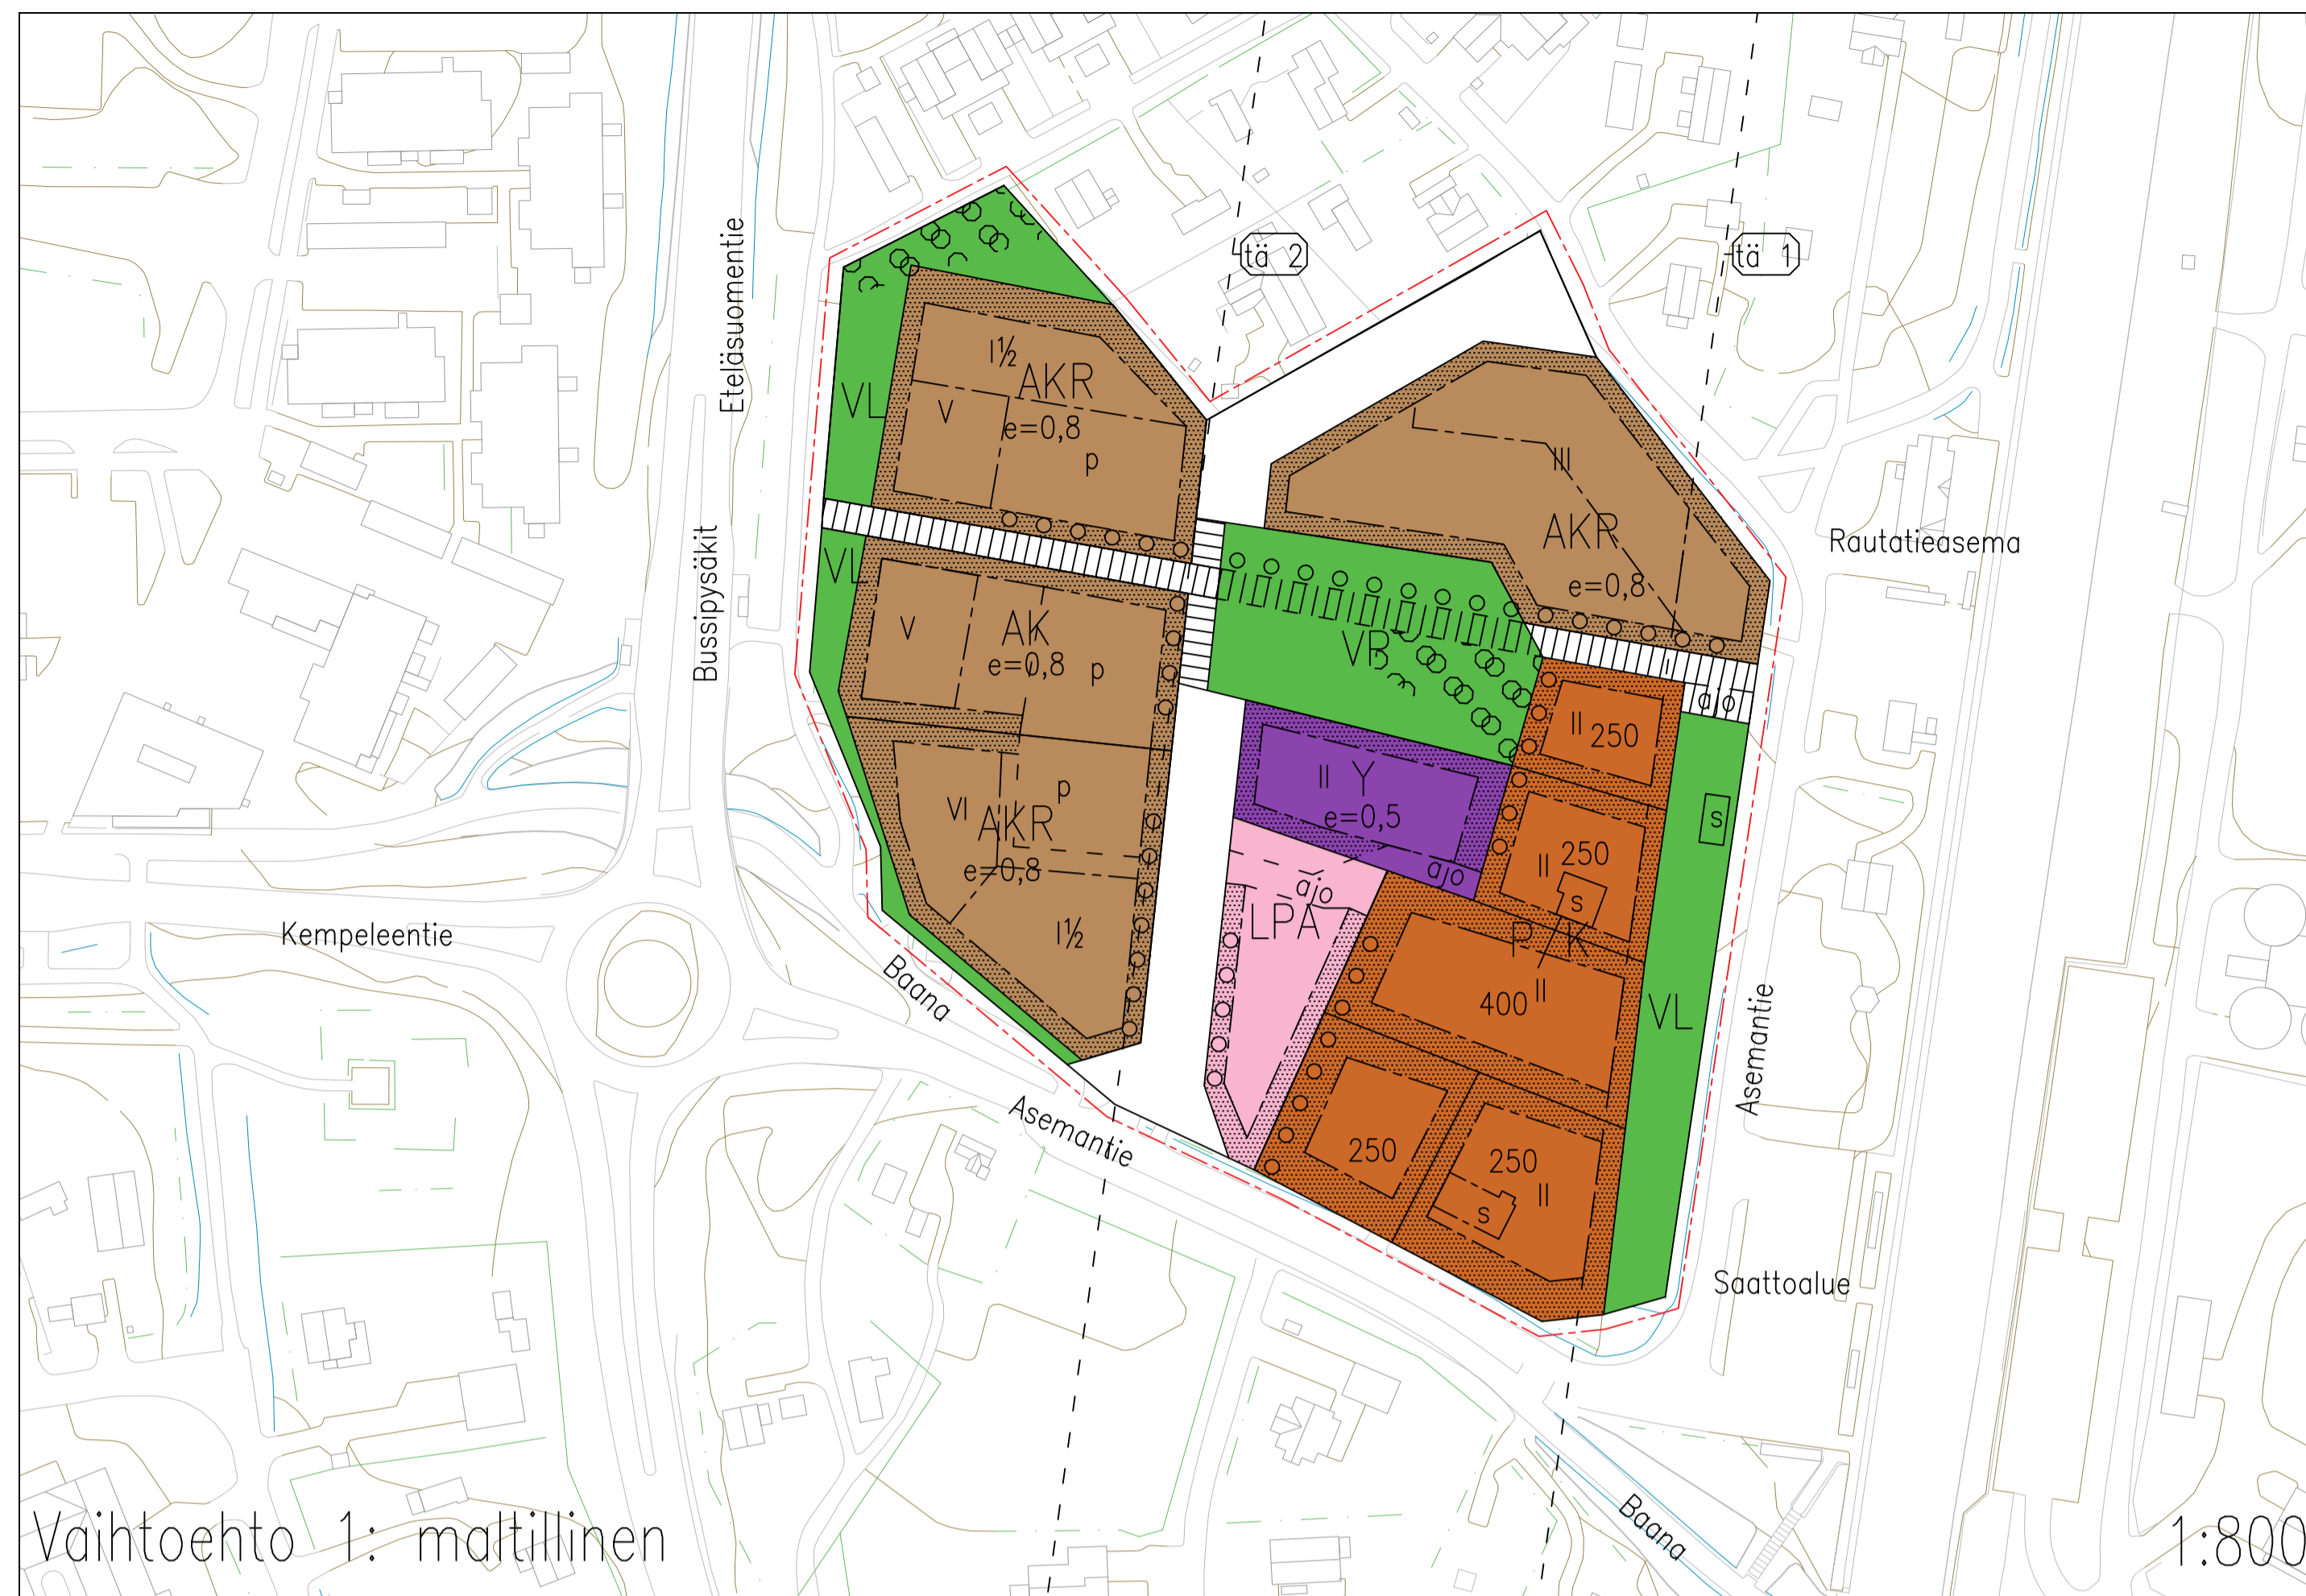 tä 2
tä 1
Eteläsuomentie
I½
AKR
e=0,8
V
p
VL
III
AKR
e=0,8
Rautatieasema
VL
Bussipysäkit
V
AK
e=0,8
p
VB
ajo
II 250
II Y
e=0,5
ajo
p
VI
AKR
e=0,8
I½
s
250
II
s
ajo
LPA
P/K
400 II
VL
Kempeleentie
Baana
Asemantie
Asemantie
250
250
II
s
Saattoalue
Baana
Vaihtoehto 1: maltillinen
1:800